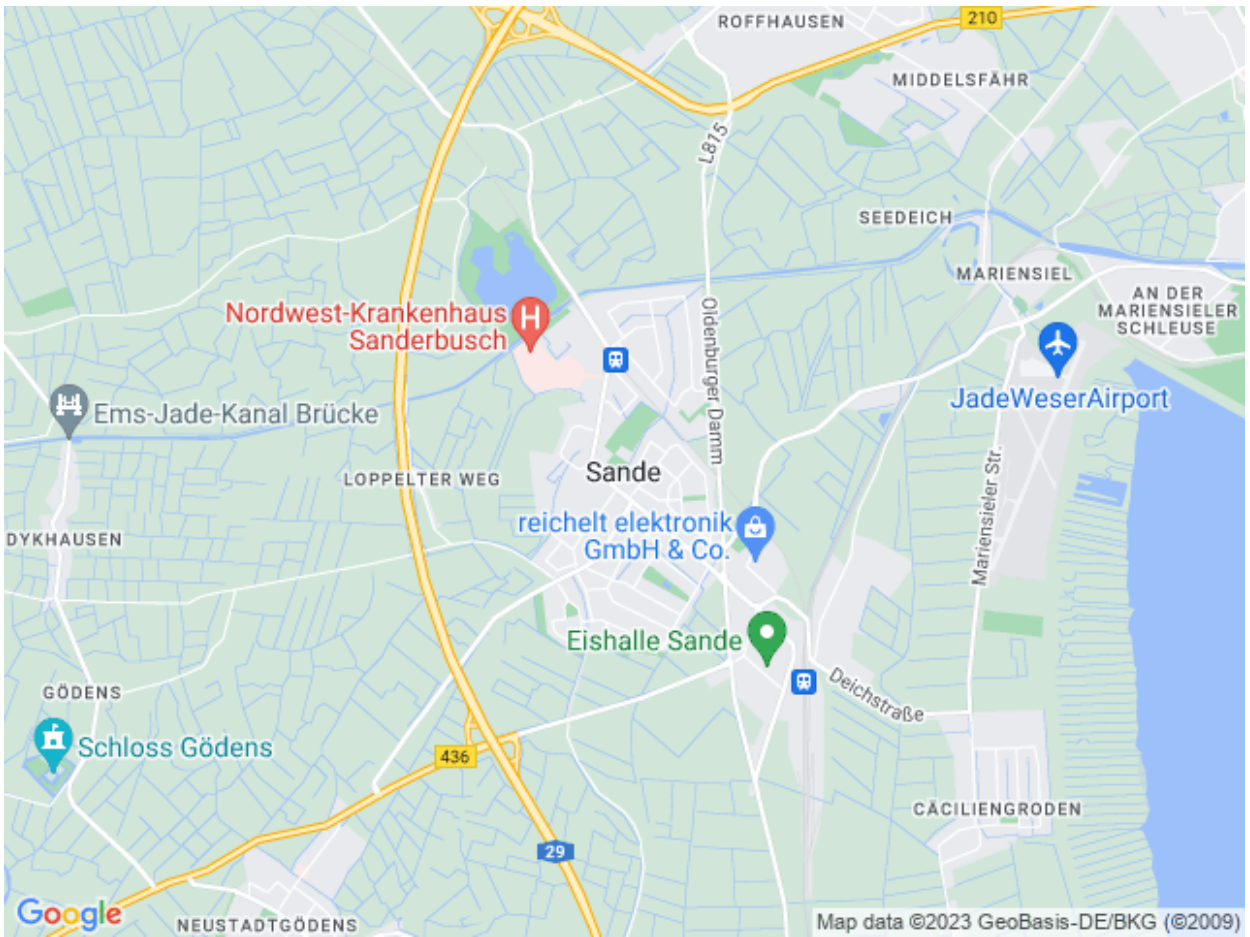 ROFFHAUSEN
210
MIDDELSFÄHR
L815
SEEDEICH
MARIENSIEL
AN DER
MARIENSIELER
SCHLEUSE
Nordwest-Krankenhaus
Sanderbusch
H
Oldenburger Damm
JadeWeserAirport
Ems-Jade-Kanal Brücke
LOPPELTER WEG
Sande
Mariensieler Str.
reichelt elektronik
GmbH & Co.
DYKHAUSEN
Eishalle Sande
GÖDENS
Deichstraße
Schloss Gödens
436
CÄCILIENGRODEN
29
Google
NEUSTADTGÖDENS
Map data ©2023 GeoBasis-DE/BKG (©2009)